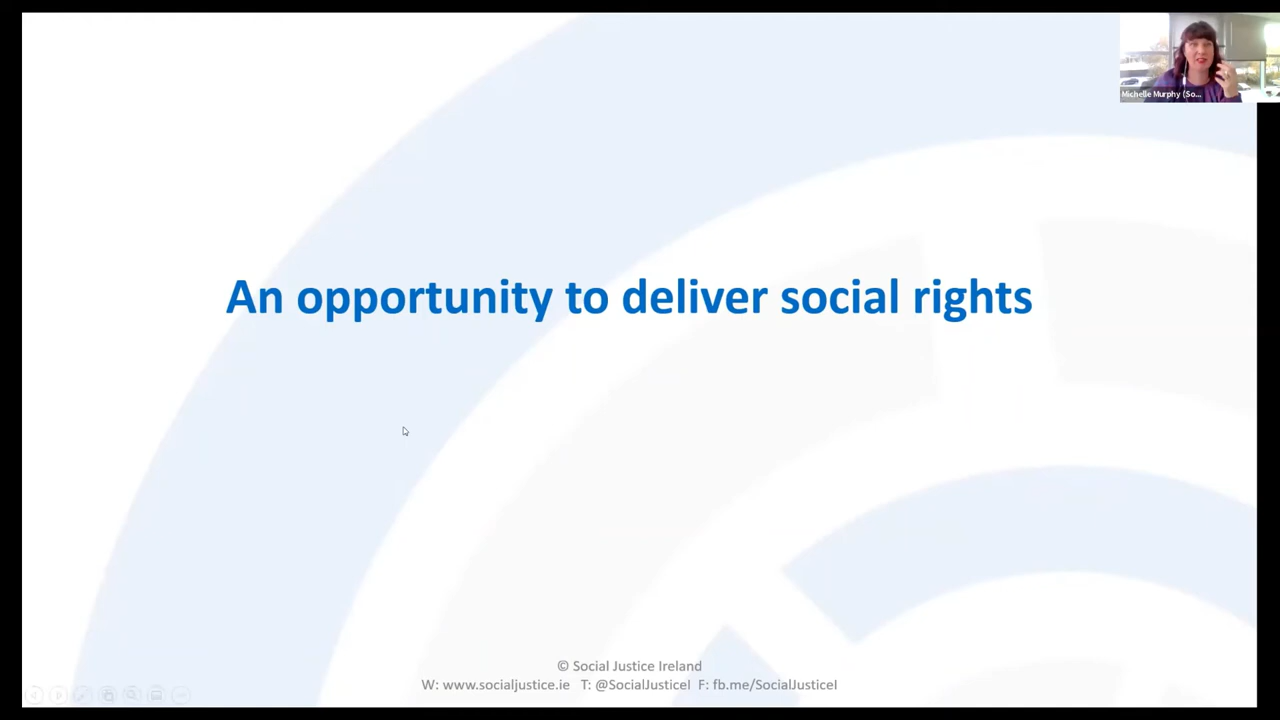 Michelle Murphy (So...
An opportunity to deliver social rights
© Social Justice Ireland
W: www.socialjustice.ie T: @SocialJusticeI F: fb.me/SocialJusticeI